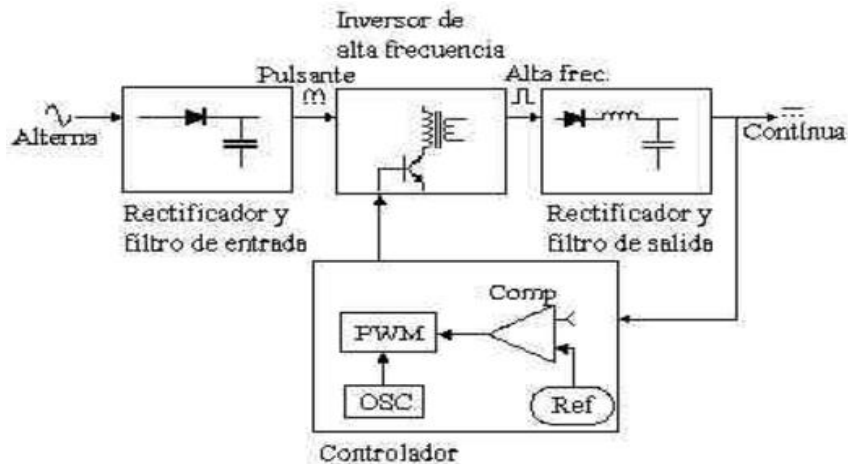 Inversor de
alta frecuencia
Pulsante
Alta frec.
Alterna
Contínua
Rectificador y
filtro de entrada
Rectificador y
filtro de salida
Comp
PWM
OSC
Ref
Controlador